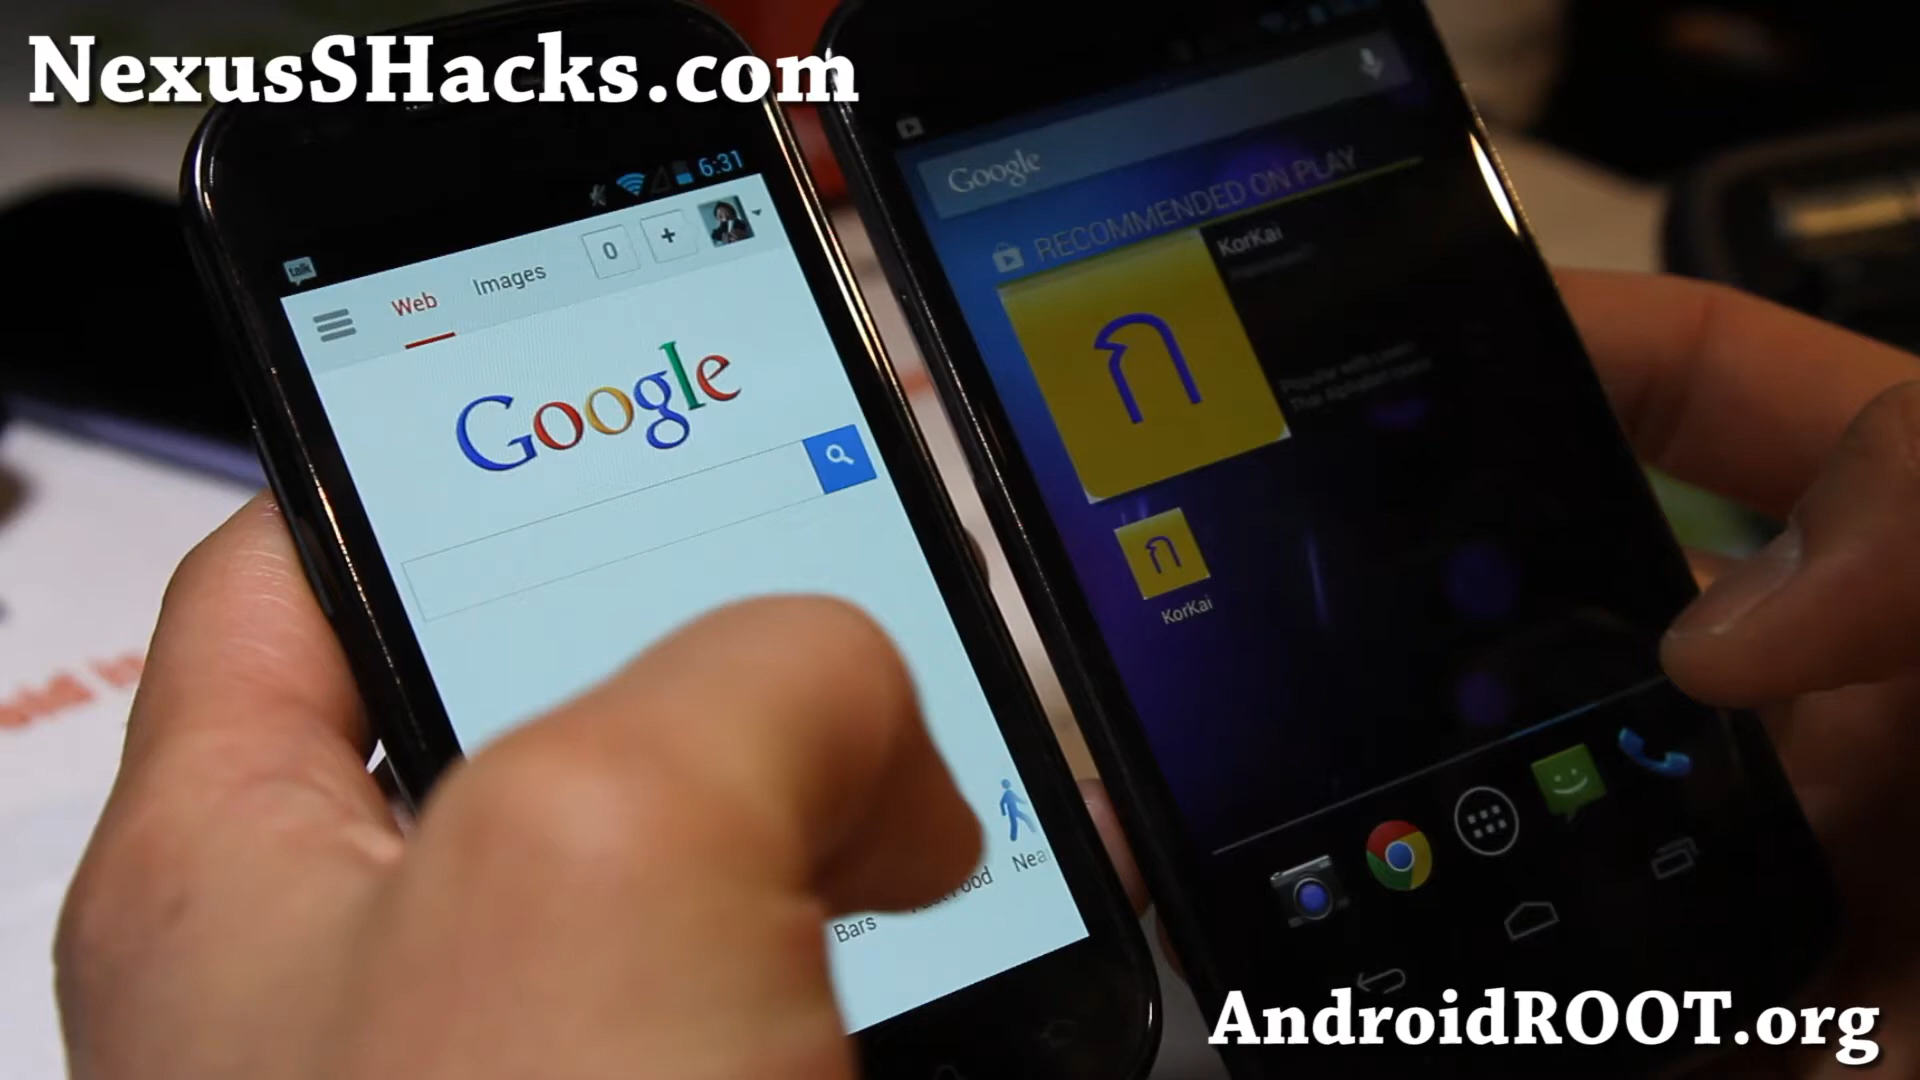 NexusSHacks.com
6:31
talk
Web Images 0 +
Google
Bars Food Nea
Google
RECOMMENDED ON PLAY
KorKai
ก
ก
KorKai
AndroidROOT.org